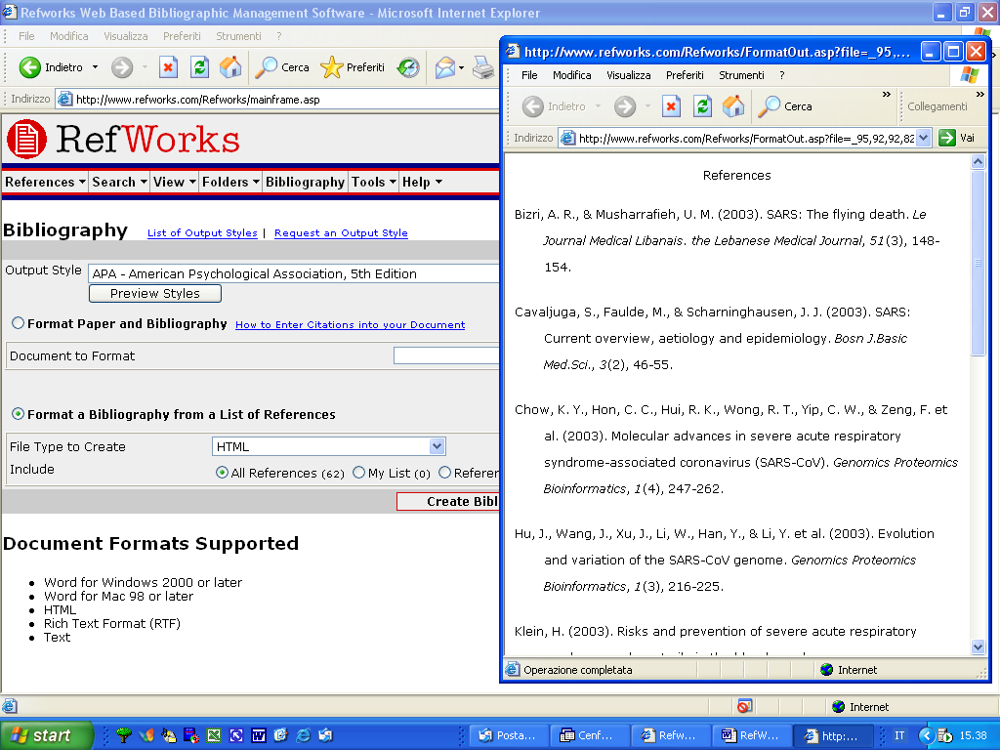 Refworks Web Based Bibliographic Management Software - Microsoft Internet Explorer
File Modifica Visualizza Preferiti Strumenti ?
Indietro Cerca Preferiti
Indirizzo http://www.refworks.com/Refworks/mainframe.asp
RefWorks
References Search View Folders Bibliography Tools Help
Bibliography List of Output Styles | Request an Output Style
Output Style APA - American Psychological Association, 5th Edition
Preview Styles
Format Paper and Bibliography How to Enter Citations into your Document
Document to Format
Format a Bibliography from a List of References
File Type to Create HTML
Include All References (62) My List (0) Referen
Create Bibl
Document Formats Supported
• Word for Windows 2000 or later
• Word for Mac 98 or later
• HTML
• Rich Text Format (RTF)
• Text
http://www.refworks.com/Refworks/FormatOut.asp?file=_95,...
File Modifica Visualizza Preferiti Strumenti ?
Indietro Cerca » Collegamenti »
Indirizzo http://www.refworks.com/Refworks/FormatOut.asp?file=_95,92,92,82 Vai
References
Bizri, A. R., & Musharrafieh, U. M. (2003). SARS: The flying death. Le
Journal Medical Libanais. the Lebanese Medical Journal, 51(3), 148-
154.
Cavaljuga, S., Faulde, M., & Scharninghausen, J. J. (2003). SARS:
Current overview, aetiology and epidemiology. Bosn J.Basic
Med.Sci., 3(2), 46-55.
Chow, K. Y., Hon, C. C., Hui, R. K., Wong, R. T., Yip, C. W., & Zeng, F. et
al. (2003). Molecular advances in severe acute respiratory
syndrome-associated coronavirus (SARS-CoV). Genomics Proteomics
Bioinformatics, 1(4), 247-262.
Hu, J., Wang, J., Xu, J., Li, W., Han, Y., & Li, Y. et al. (2003). Evolution
and variation of the SARS-CoV genome. Genomics Proteomics
Bioinformatics, 1(3), 216-225.
Klein, H. (2003). Risks and prevention of severe acute respiratory
Operazione completata Internet
Internet
start Posta... Cenf... Refw... RefW... http:... IT 15.38